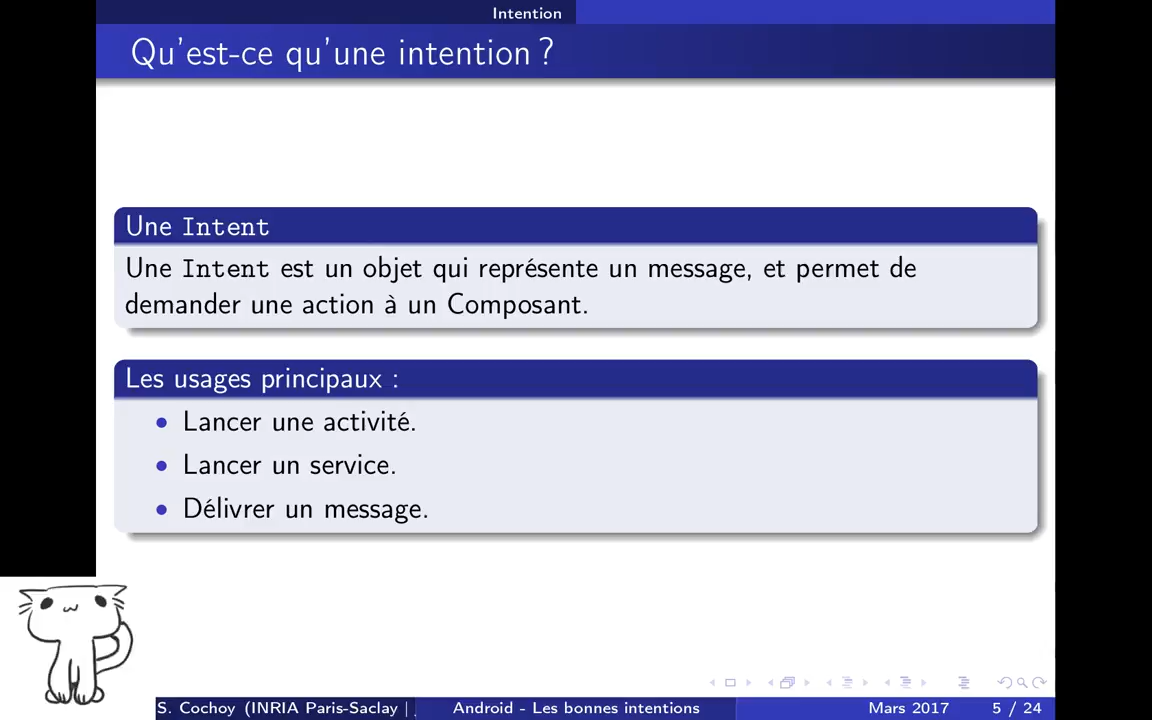 Intention
Qu'est-ce qu'une intention ?
Une Intent
Une Intent est un objet qui représente un message, et permet de
demander une action à un Composant.
Les usages principaux :
• Lancer une activité.
• Lancer un service.
• Délivrer un message.
S. Cochoy (INRIA Paris-Saclay |
Android - Les bonnes intentions
Mars 2017
5 / 24